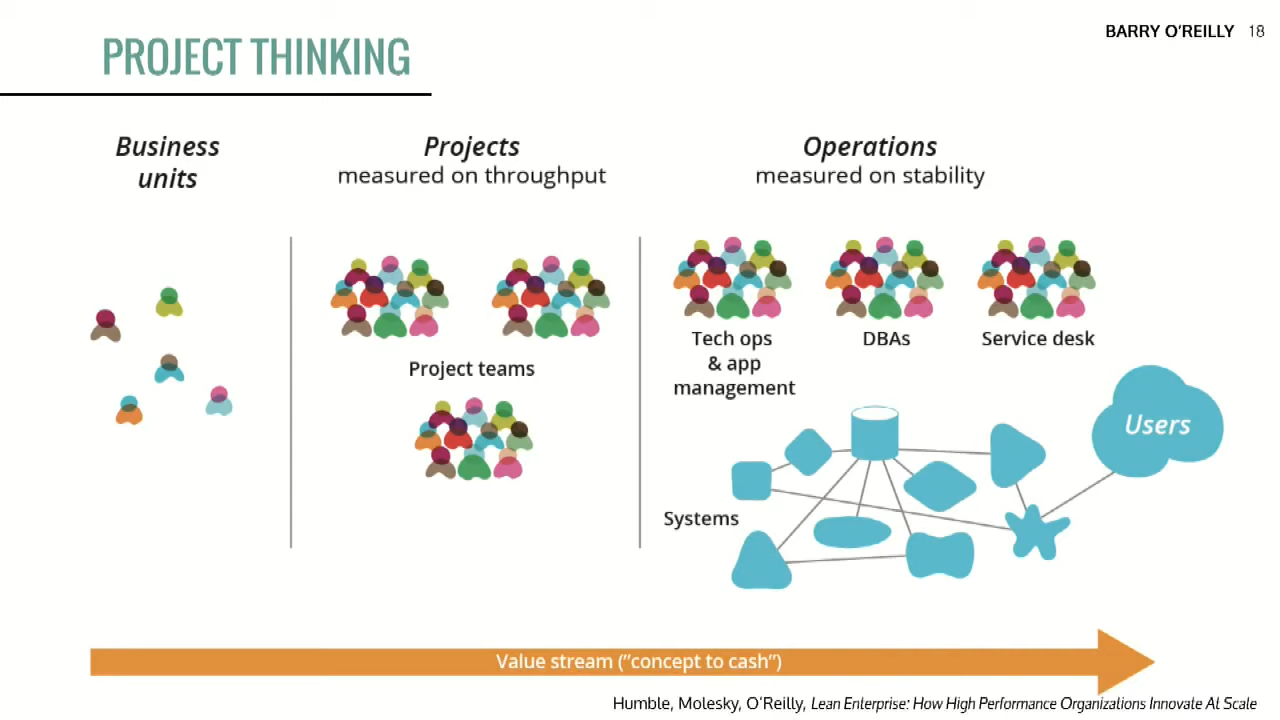 PROJECT THINKING
BARRY O'REILLY 18
Business
units
Projects
measured on throughput
Operations
measured on stability
Project teams
Tech ops
& app
management
DBAs
Service desk
Users
Systems
Value stream ("concept to cash")
Humble, Molesky, O'Reilly, Lean Enterprise: How High Performance Organizations Innovate At Scale